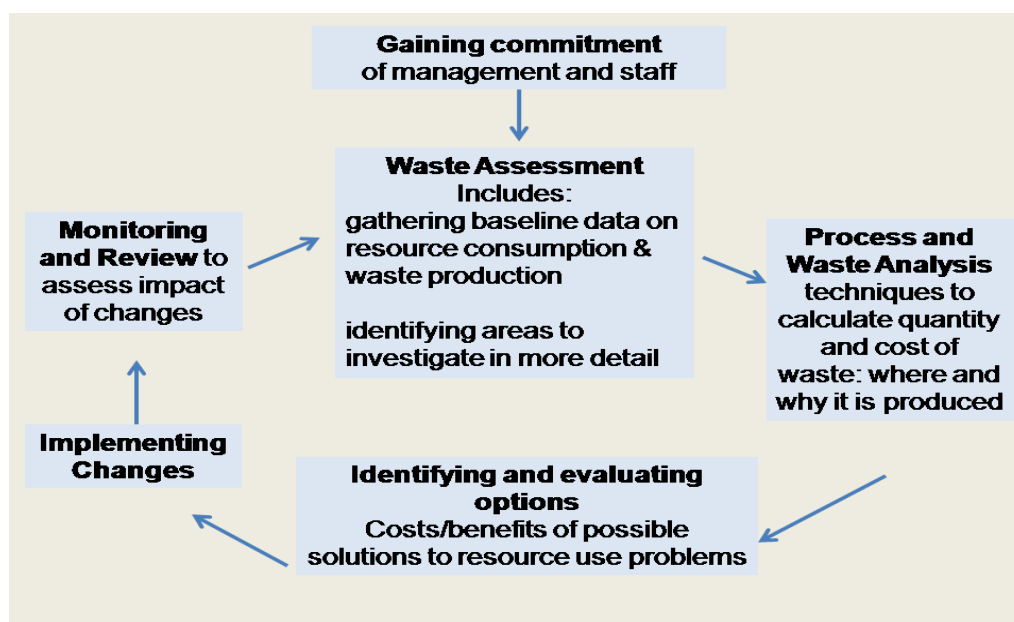 Gaining commitment
of management and staff
Waste Assessment
Includes:
gathering baseline data on
resource consumption &
waste production
identifying areas to
investigate in more detail
Process and
Waste Analysis
techniques to
calculate quantity
and cost of
waste: where and
why it is produced
Identifying and evaluating
options
Costs/benefits of possible
solutions to resource use problems
Implementing
Changes
Monitoring
and Review to
assess impact
of changes